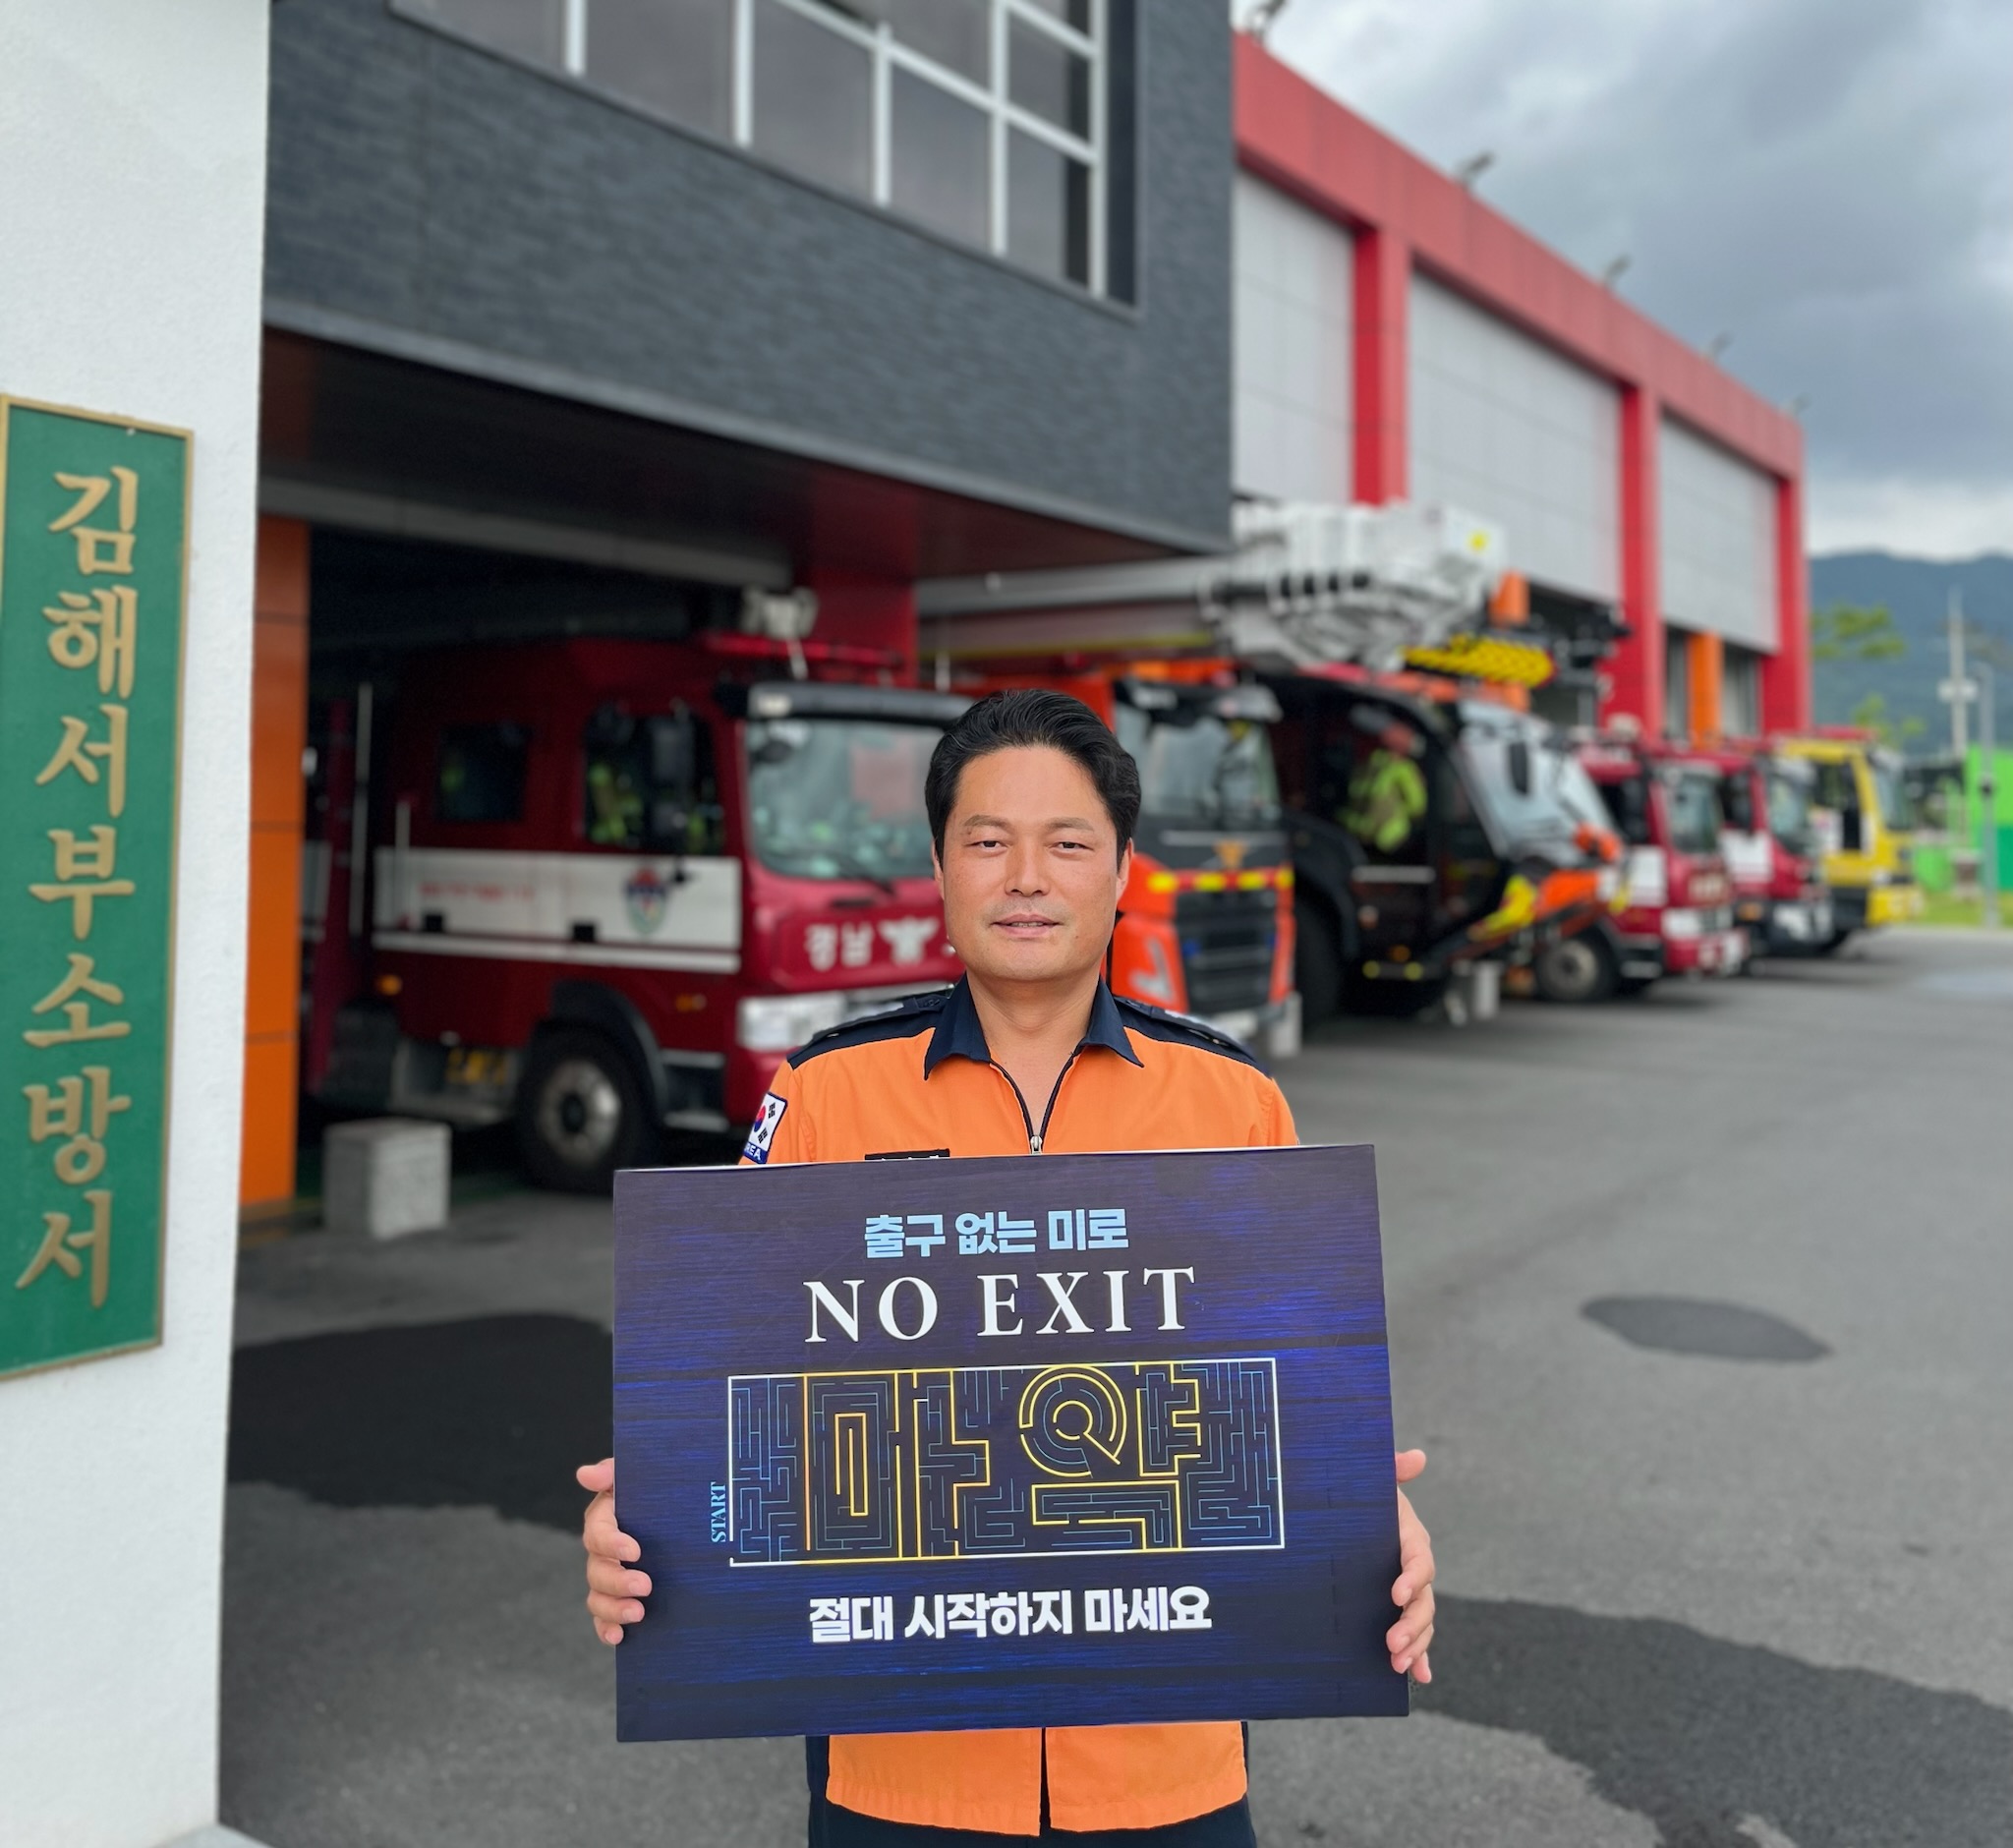 김해서부소방서
경남
KOREA
출구 없는 미로
NO EXIT
START
마약
절대 시작하지 마세요